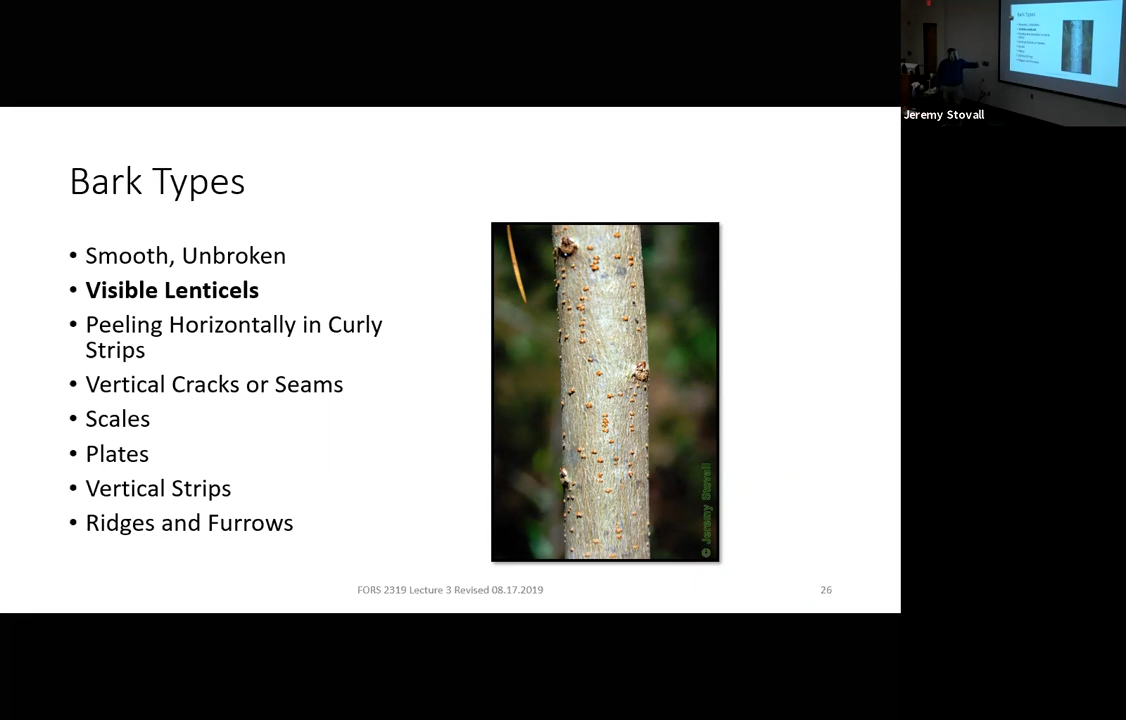 Jeremy Stovall
Bark Types
• Smooth, Unbroken
• Visible Lenticels
• Peeling Horizontally in Curly
Strips
• Vertical Cracks or Seams
• Scales
• Plates
• Vertical Strips
• Ridges and Furrows
© Jeremy Stovall
FORS 2319 Lecture 3 Revised 08.17.2019
26